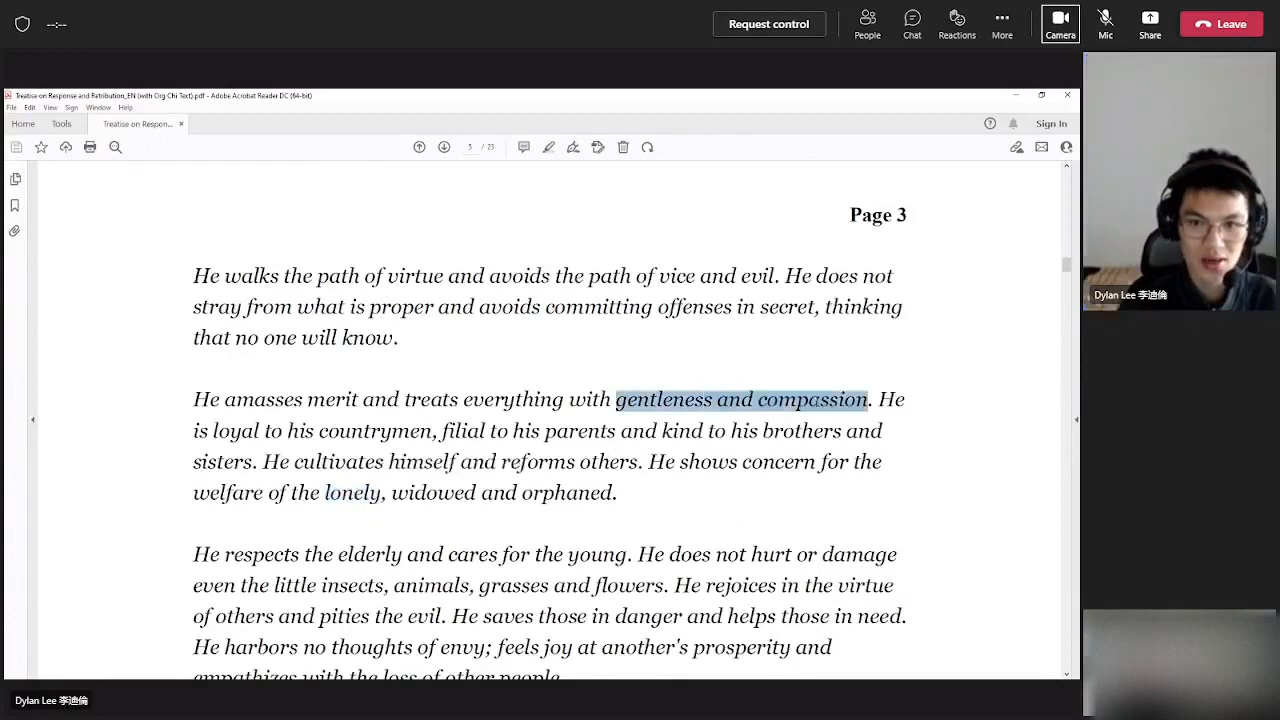 --:--
Request control
People
Chat
Reactions
More
Camera
Mic
Share
Leave
Treatise on Response and Retribution_EN (with Org Chi Text).pdf - Adobe Acrobat Reader DC (64-bit)
File Edit View Sign Window Help
Home Tools Treatise on Respon... × Sign In
5 / 23
Page 3
He walks the path of virtue and avoids the path of vice and evil. He does not
stray from what is proper and avoids committing offenses in secret, thinking
that no one will know.
He amasses merit and treats everything with gentleness and compassion. He
is loyal to his countrymen, filial to his parents and kind to his brothers and
sisters. He cultivates himself and reforms others. He shows concern for the
welfare of the lonely, widowed and orphaned.
He respects the elderly and cares for the young. He does not hurt or damage
even the little insects, animals, grasses and flowers. He rejoices in the virtue
of others and pities the evil. He saves those in danger and helps those in need.
He harbors no thoughts of envy; feels joy at another's prosperity and
empathizes with the loss of other people.
Dylan Lee 李迪倫
Dylan Lee 李迪倫